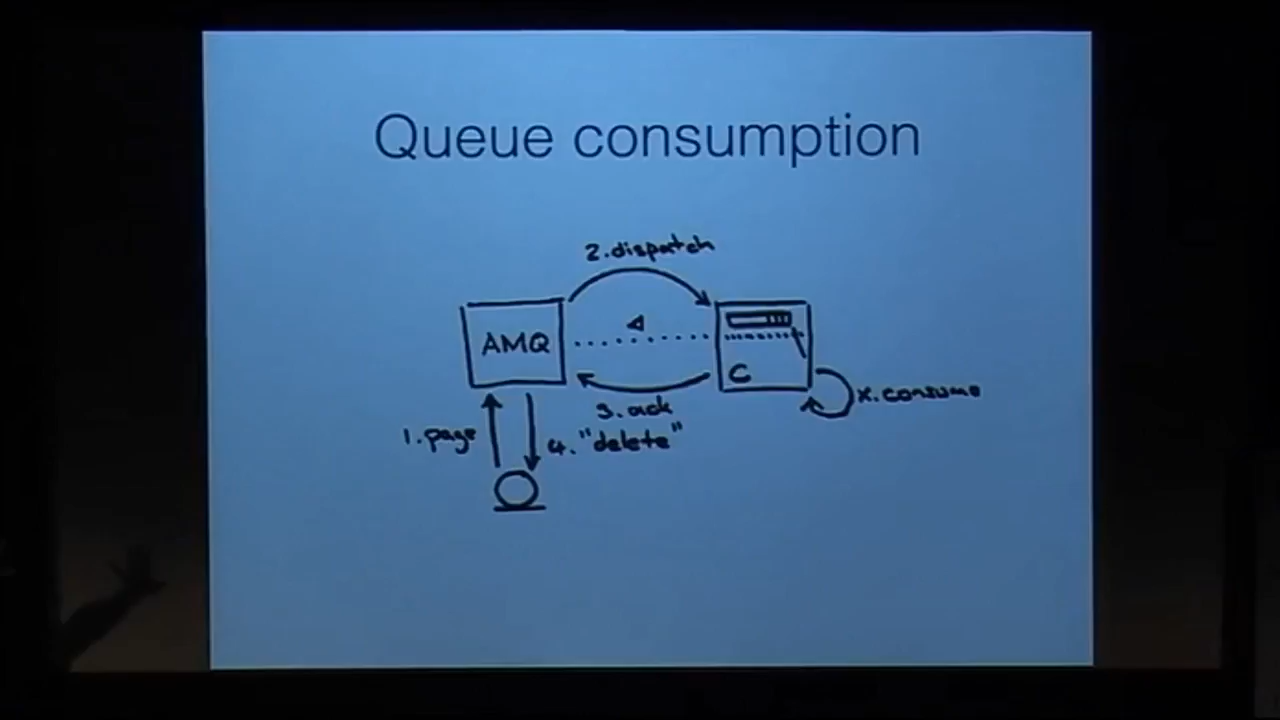 Queue consumption
2.dispatch
AMQ
C
x.consume
3.ack
1.page
4. "delete"